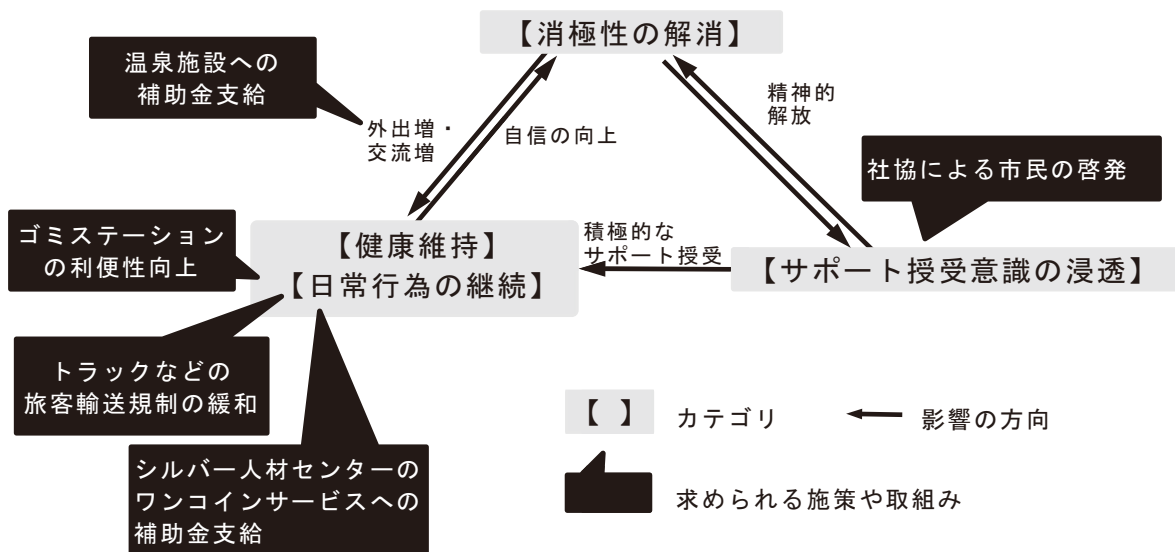 【消極性の解消】
温泉施設への
補助金支給
外出増・
交流増
自信の向上
精神的
解放
社協による市民の啓発
ゴミステーション
の利便性向上
【健康維持】
【日常行為の継続】
積極的な
サポート授受
【サポート授受意識の浸透】
トラックなどの
旅客輸送規制の緩和
シルバー人材センターの
ワンコインサービスへの
補助金支給
【 】 カテゴリ
影響の方向
求められる施策や取組み